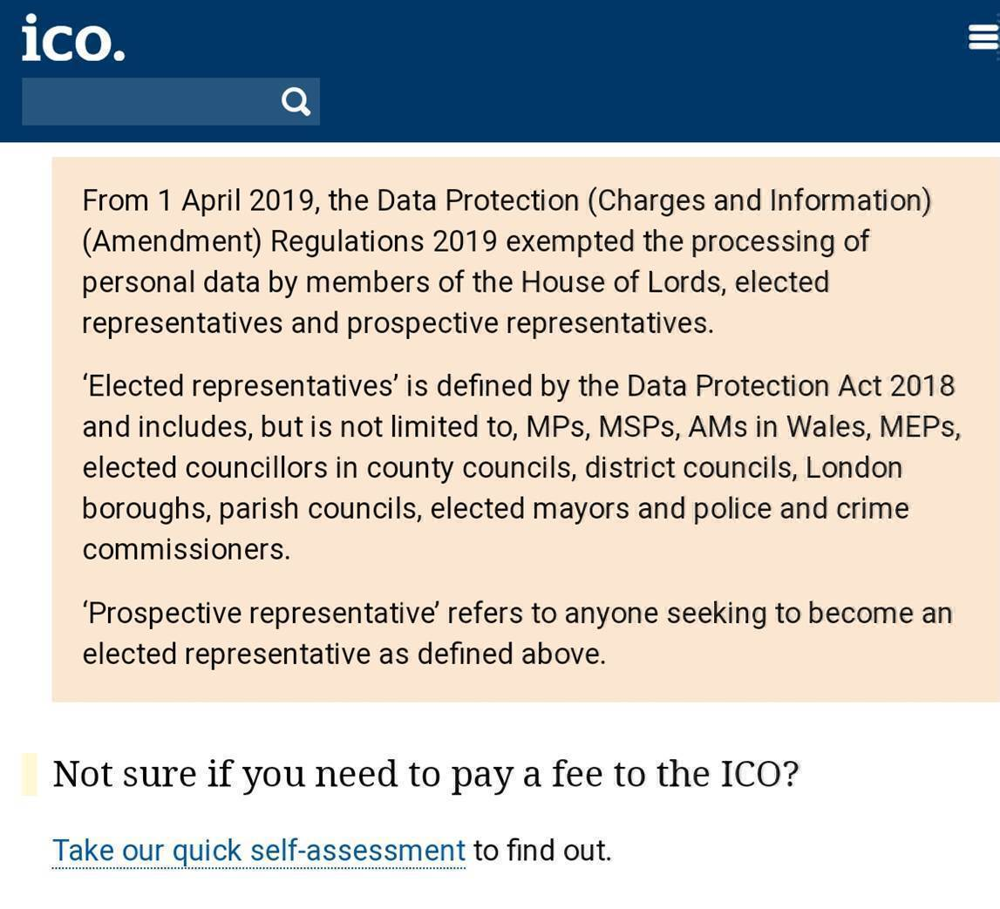 ico.
From 1 April 2019, the Data Protection (Charges and Information)
(Amendment) Regulations 2019 exempted the processing of
personal data by members of the House of Lords, elected
representatives and prospective representatives.
‘Elected representatives’ is defined by the Data Protection Act 2018
and includes, but is not limited to, MPs, MSPs, AMs in Wales, MEPs,
elected councillors in county councils, district councils, London
boroughs, parish councils, elected mayors and police and crime
commissioners.
‘Prospective representative’ refers to anyone seeking to become an
elected representative as defined above.
Not sure if you need to pay a fee to the ICO?
Take our quick self-assessment to find out.